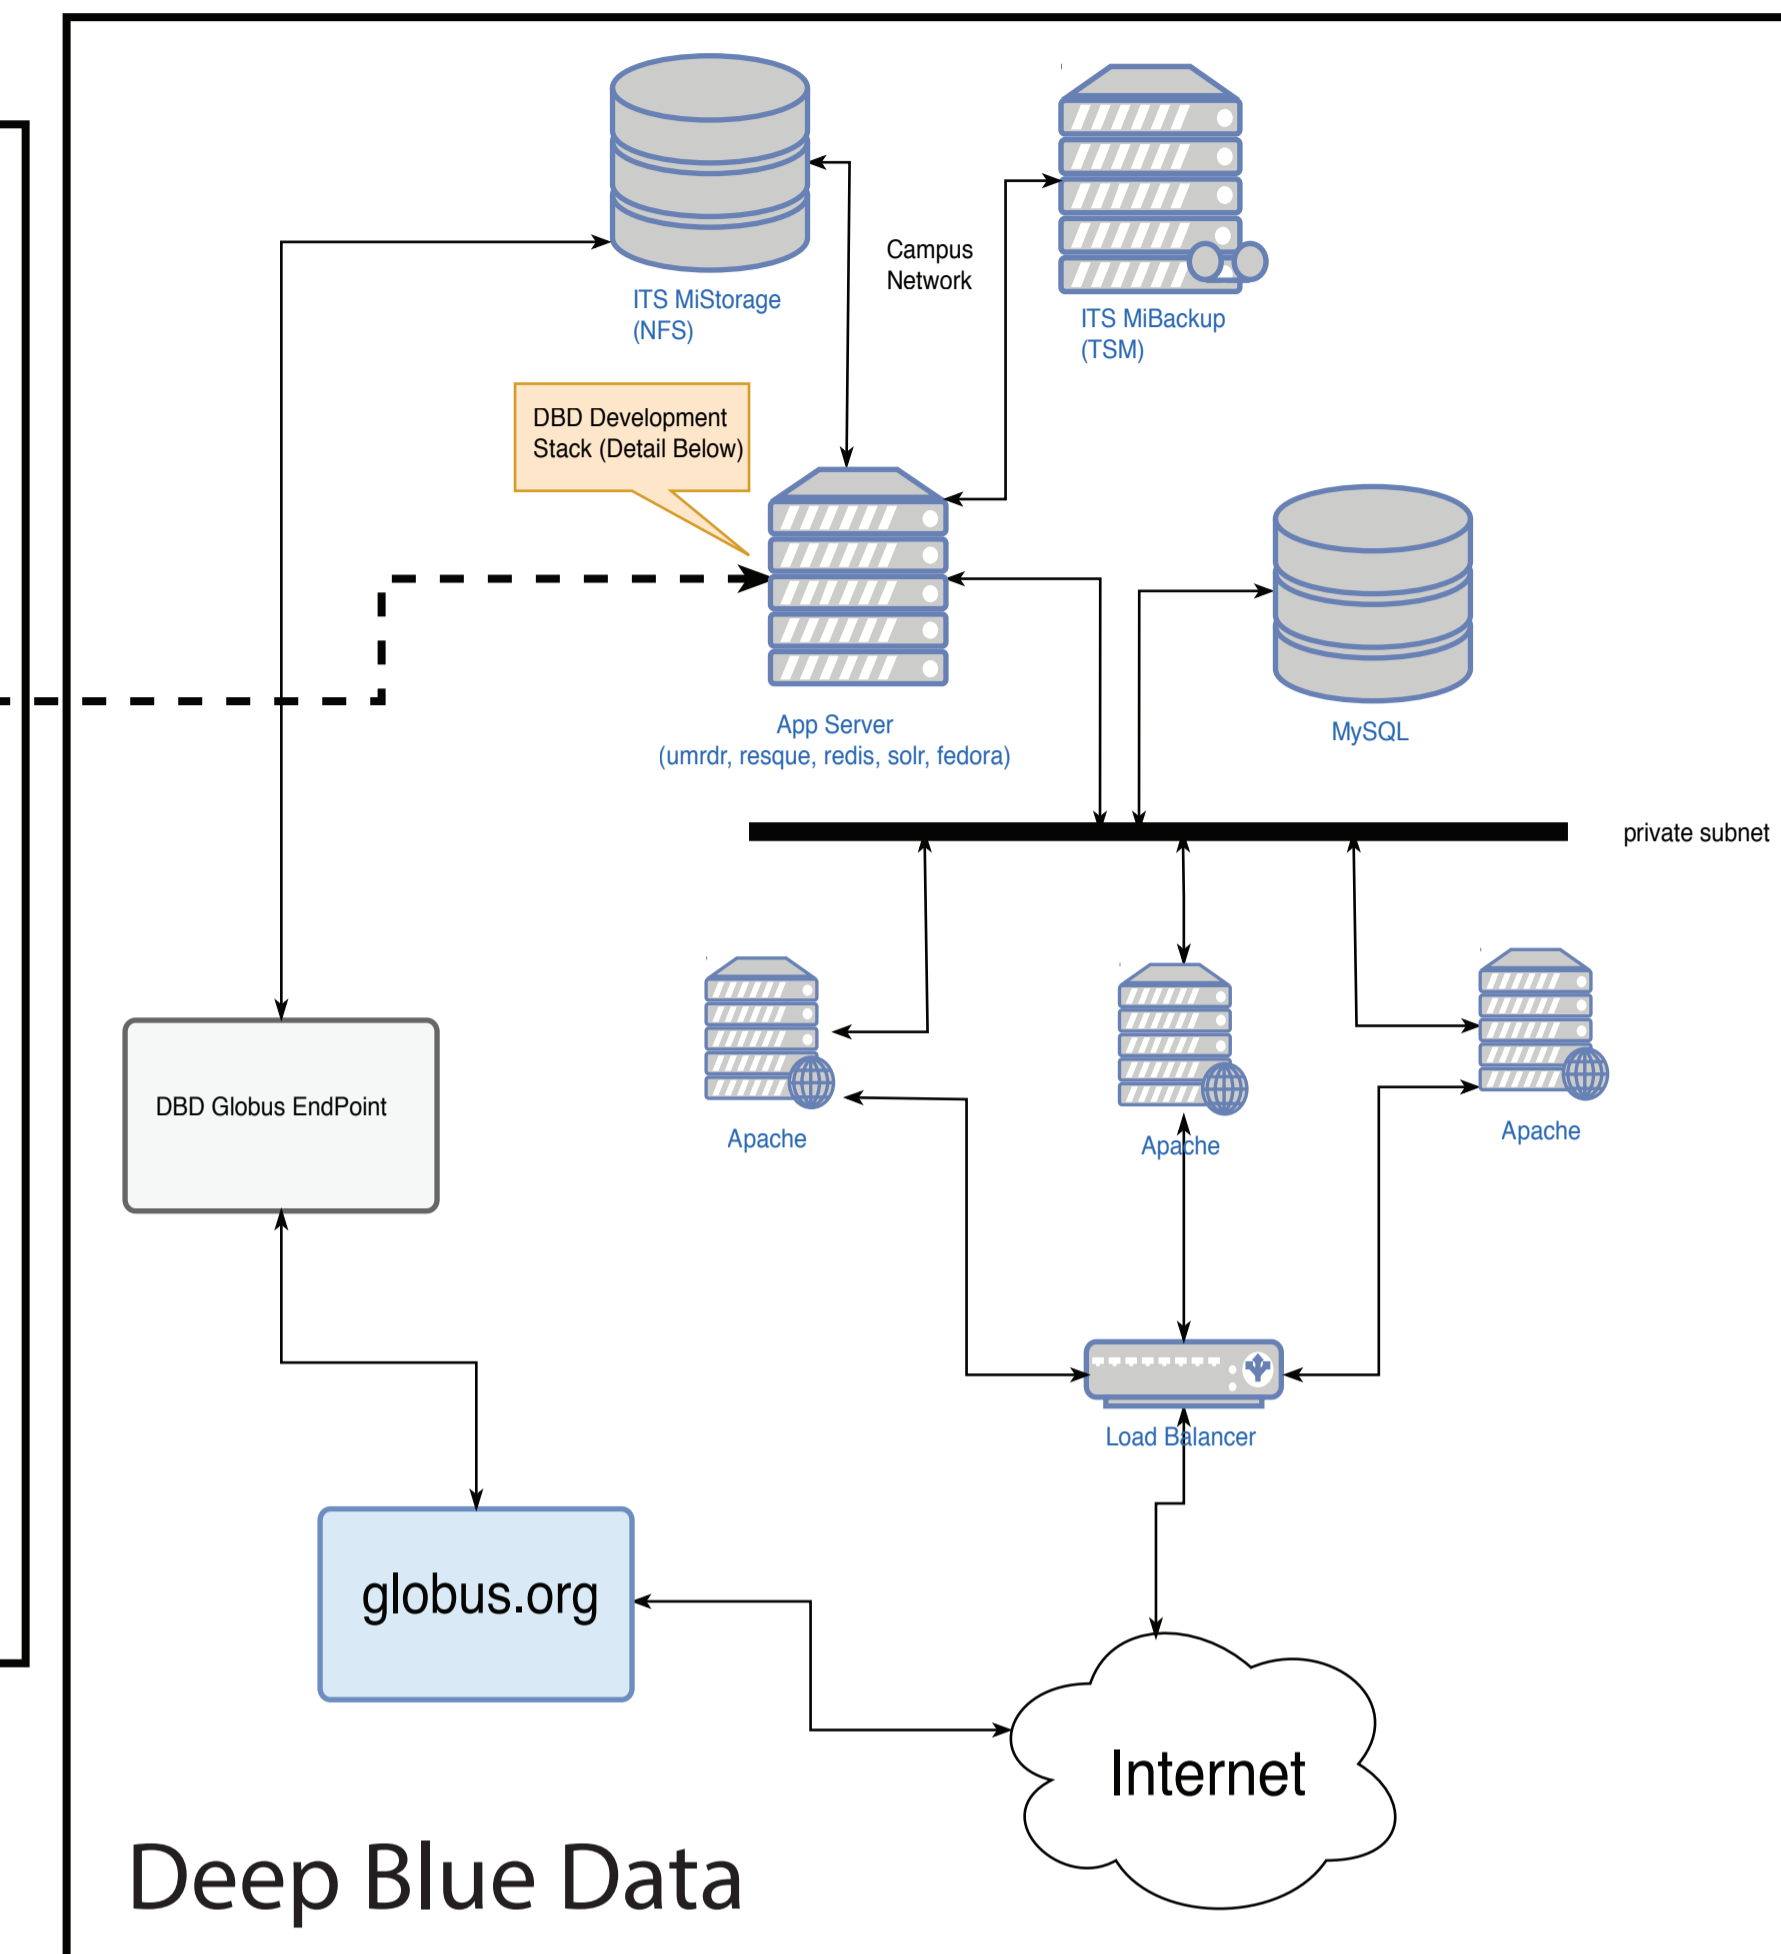 Campus
Network
ITS MiStorage
(NFS)
ITS MiBackup
(TSM)
DBD Development
Stack (Detail Below)
App Server
(umrdr, resque, redis, solr, fedora)
MySQL
private subnet
DBD Globus EndPoint
Apache
Apache
Apache
Load Balancer
globus.org
Internet
Deep Blue Data